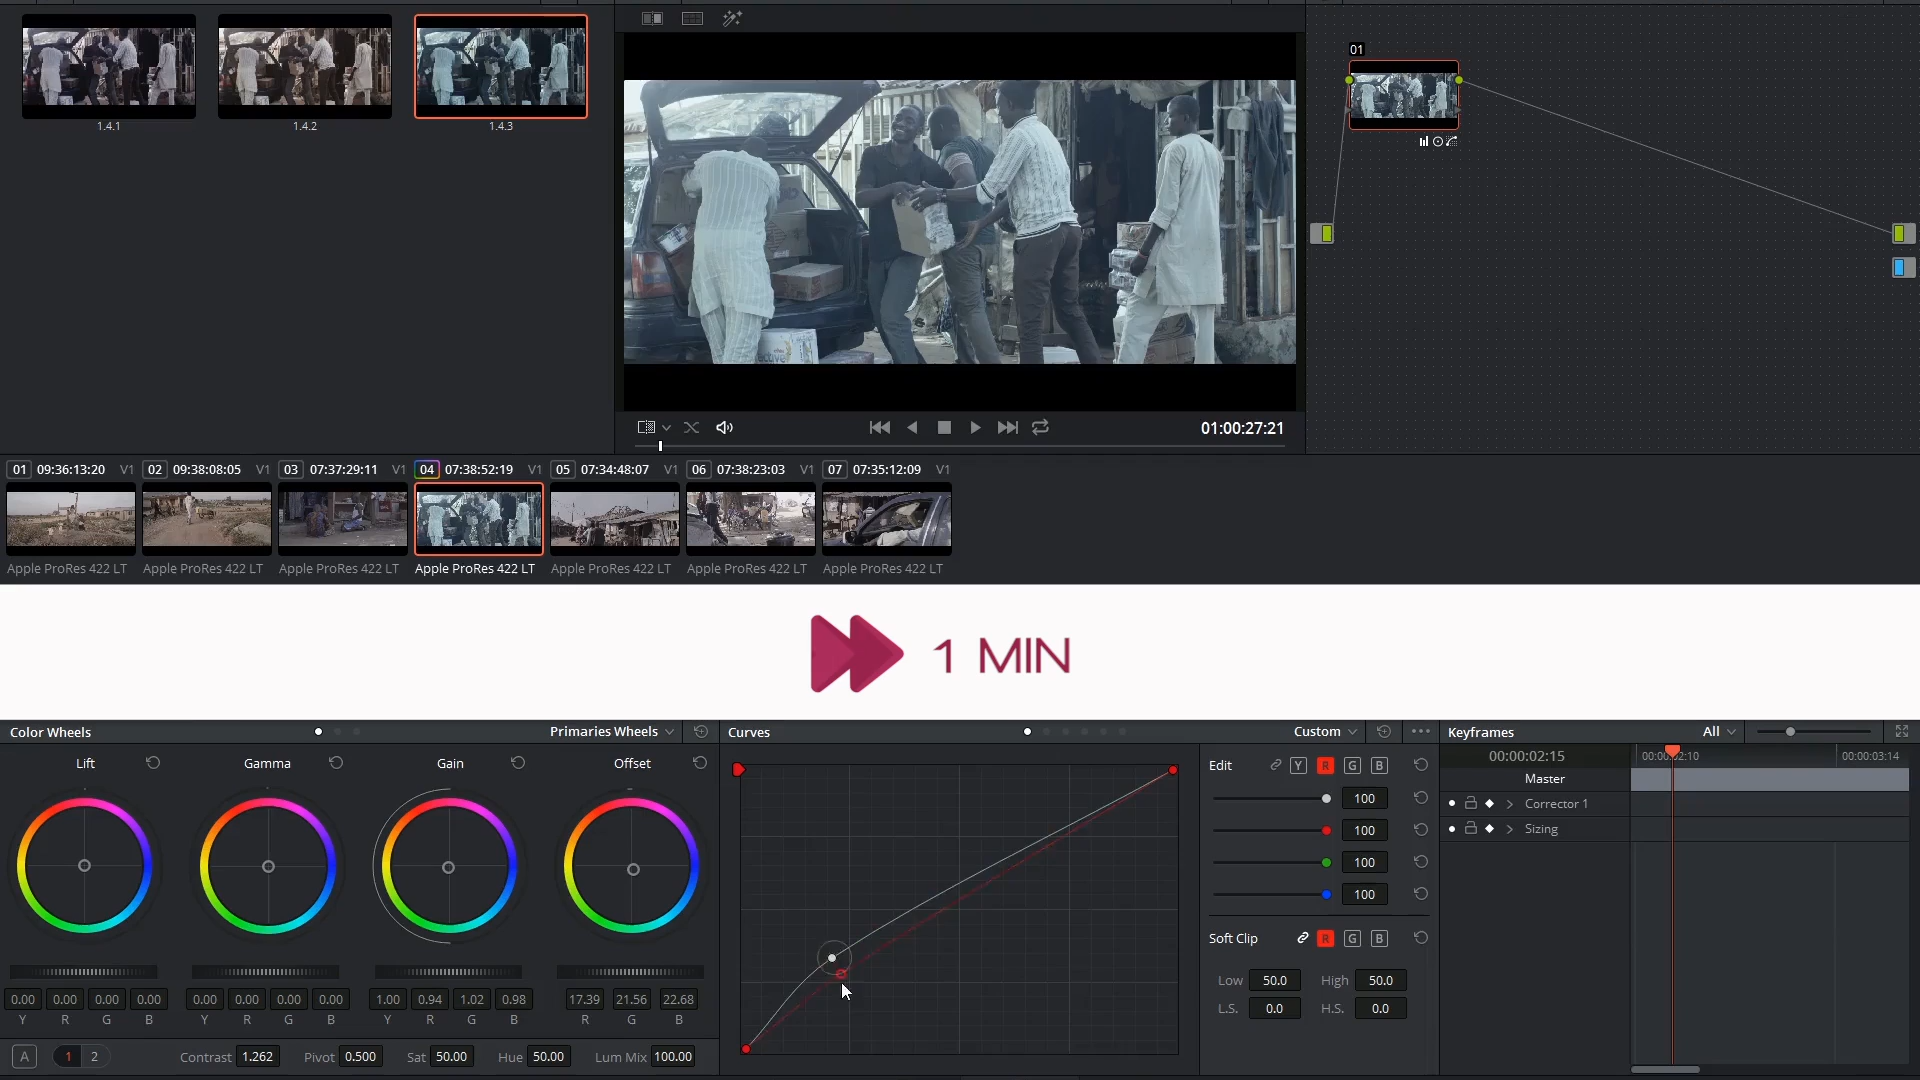 01
1.4.1
1.4.2
1.4.3
01:00:27:21
01 09:36:13:20 V1 02 09:38:08:05 V1 03 07:37:29:11 V1 04 07:38:52:19 V1 05 07:34:48:07 V1 06 07:38:23:03 V1 07 07:35:12:09 V1
Apple ProRes 422 LT Apple ProRes 422 LT Apple ProRes 422 LT Apple ProRes 422 LT Apple ProRes 422 LT Apple ProRes 422 LT Apple ProRes 422 LT
1 MIN
Color Wheels Primaries Wheels
Lift Gamma Gain Offset
0.00 0.00 0.00 0.00 0.00 0.00 0.00 0.00 1.00 0.94 1.02 0.98 17.39 21.56 22.68
Y R G B Y R G B Y R G B R G B
A 1 2 Contrast 1.262 Pivot 0.500 Sat 50.00 Hue 50.00 Lum Mix 100.00
Curves Custom
Edit Y R G B
100
100
100
100
Soft Clip R G B
Low 50.0 High 50.0
L.S. 0.0 H.S. 0.0
Keyframes All
00:00:02:15 00:00:02:10 00:00:03:14
Master
Corrector 1
Sizing